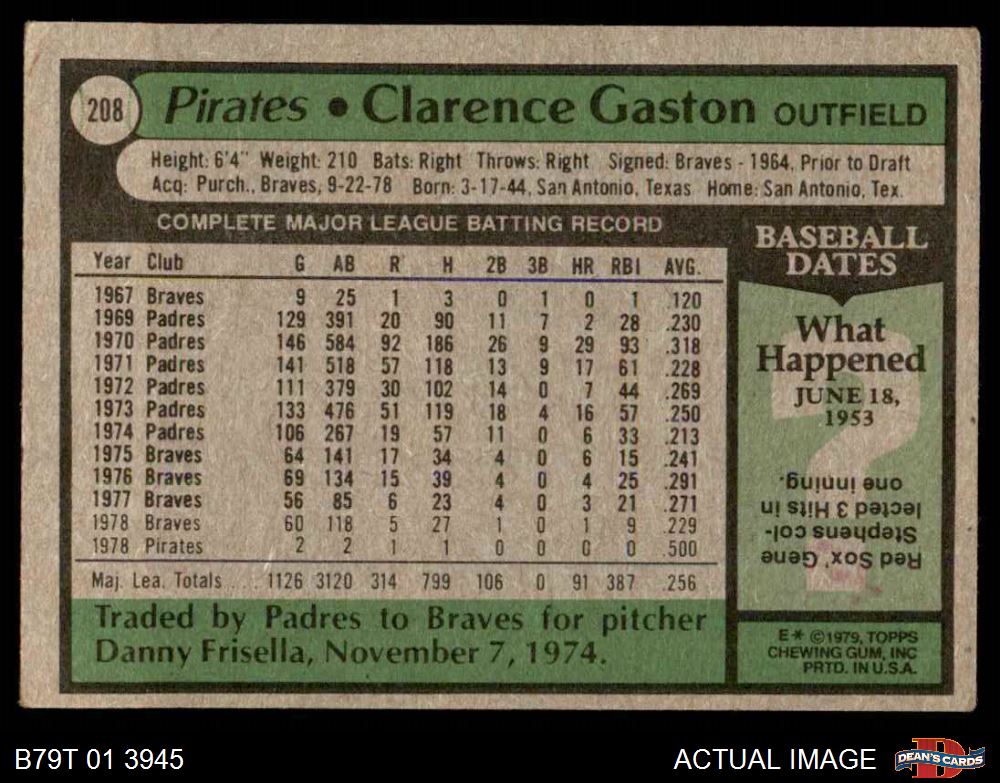 208
Pirates • Clarence Gaston OUTFIELD
Height: 6'4" Weight: 210 Bats: Right Throws: Right Signed: Braves - 1964, Prior to Draft
Acq: Purch., Braves, 9-22-78 Born: 3-17-44, San Antonio, Texas Home: San Antonio, Tex.
COMPLETE MAJOR LEAGUE BATTING RECORD
Year Club G AB R H 2B 3B HR RBI AVG.
1967 Braves 9 25 1 3 0 1 0 1 .120
1969 Padres 129 391 20 90 11 7 2 28 .230
1970 Padres 146 584 92 186 26 9 29 93 .318
1971 Padres 141 518 57 118 13 9 17 61 .228
1972 Padres 111 379 30 102 14 0 7 44 .269
1973 Padres 133 476 51 119 18 4 16 57 .250
1974 Padres 106 267 19 57 11 0 6 33 .213
1975 Braves 64 141 17 34 4 0 6 15 .241
1976 Braves 69 134 15 39 4 0 4 25 .291
1977 Braves 56 85 6 23 4 0 3 21 .271
1978 Braves 60 118 5 27 1 0 1 9 .229
1978 Pirates 2 2 1 1 0 0 0 0 .500
Maj. Lea. Totals ... 1126 3120 314 799 106 0 91 387 .256
Traded by Padres to Braves for pitcher
Danny Frisella, November 7, 1974.
BASEBALL
DATES
What
Happened
JUNE 18,
1953
Red Sox' Gene
Stephens col-
lected 3 Hits in
one inning.
E* ©1979, TOPPS
CHEWING GUM, INC
PRTD. IN U.S.A.
B79T 01 3945
ACTUAL IMAGE
D
DEAN'S CARDS